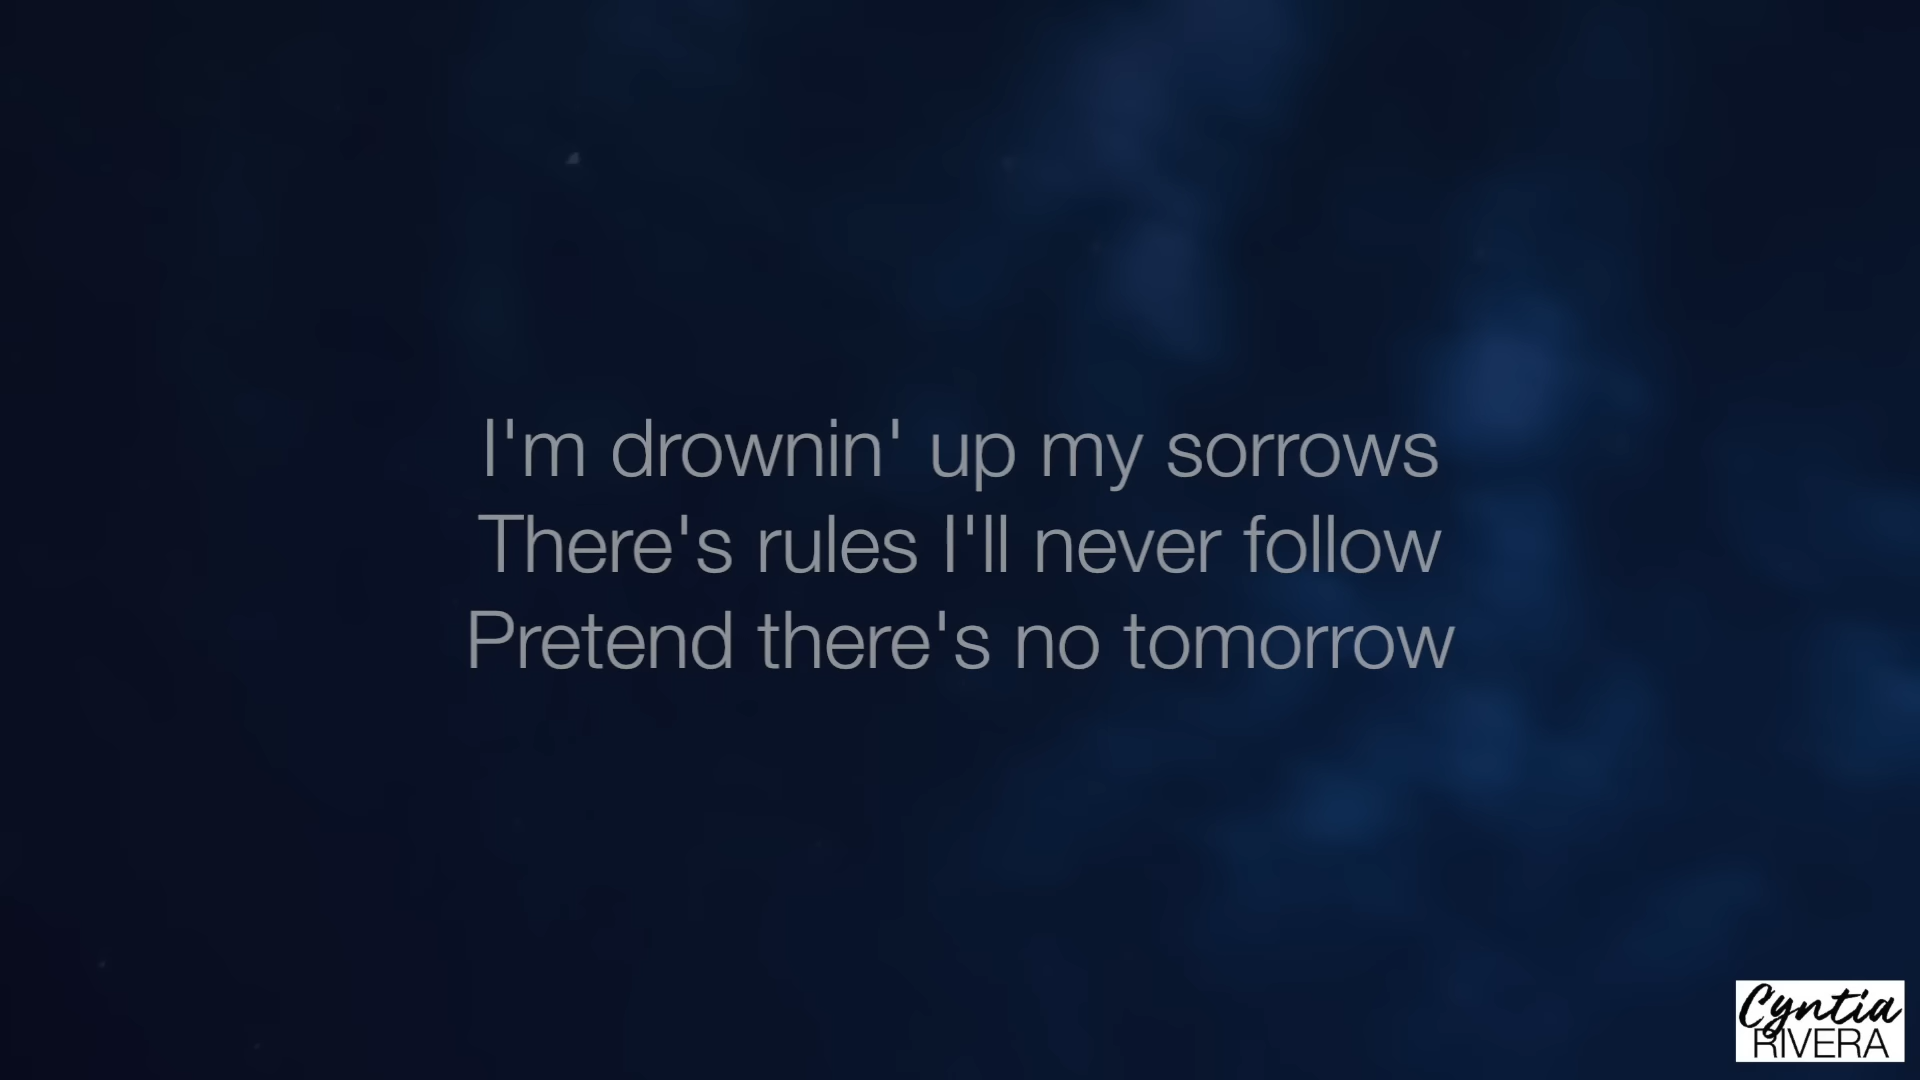 I'm drownin' up my sorrows
There's rules I'll never follow
Pretend there's no tomorrow
Cyntia
RIVERA